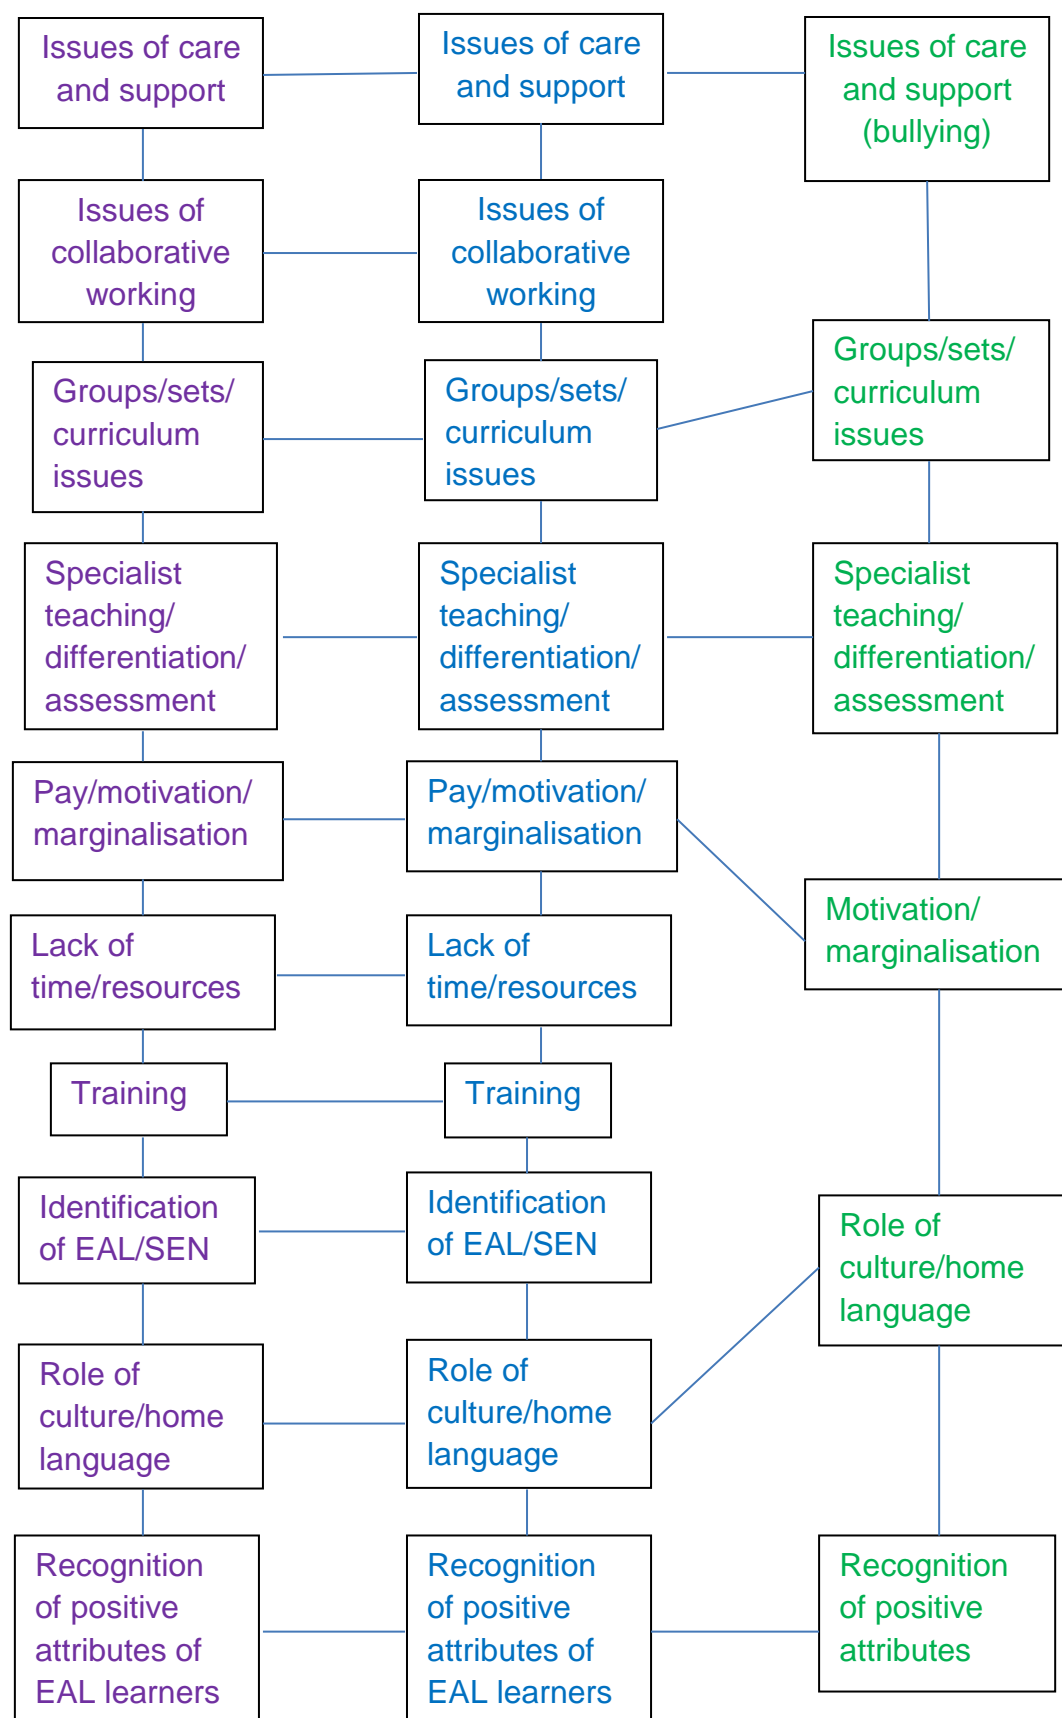 Issues of care
and support
Issues of care
and support
Issues of care
and support
(bullying)
Issues of
collaborative
working
Issues of
collaborative
working
Groups/sets/
curriculum
issues
Groups/sets/
curriculum
issues
Groups/sets/
curriculum
issues
Specialist
teaching/
differentiation/
assessment
Specialist
teaching/
differentiation/
assessment
Specialist
teaching/
differentiation/
assessment
Pay/motivation/
marginalisation
Pay/motivation/
marginalisation
Motivation/
marginalisation
Lack of
time/resources
Lack of
time/resources
Training
Training
Identification
of EAL/SEN
Identification
of EAL/SEN
Role of
culture/home
language
Role of
culture/home
language
Role of
culture/home
language
Recognition
of positive
attributes of
EAL learners
Recognition
of positive
attributes of
EAL learners
Recognition
of positive
attributes